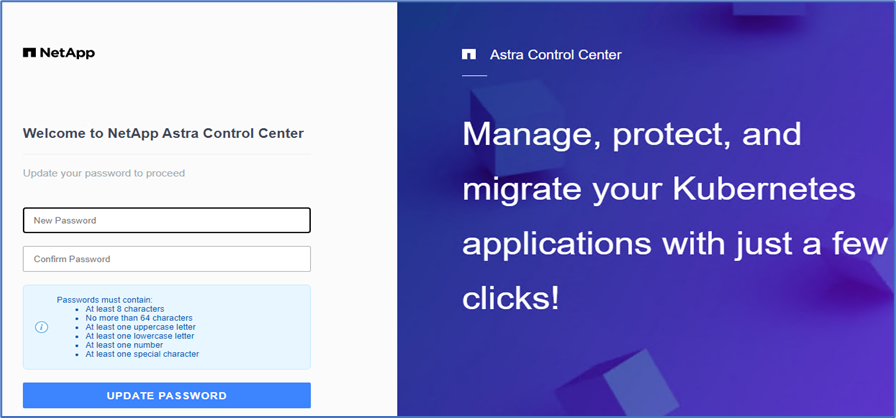 NetApp
Welcome to NetApp Astra Control Center
Update your password to proceed
New Password
Confirm Password
Passwords must contain:
At least 8 characters
No more than 64 characters
At least one uppercase letter
At least one lowercase letter
At least one number
At least one special character
UPDATE PASSWORD
Astra Control Center
Manage, protect, and
migrate your Kubernetes
applications with just a few
clicks!